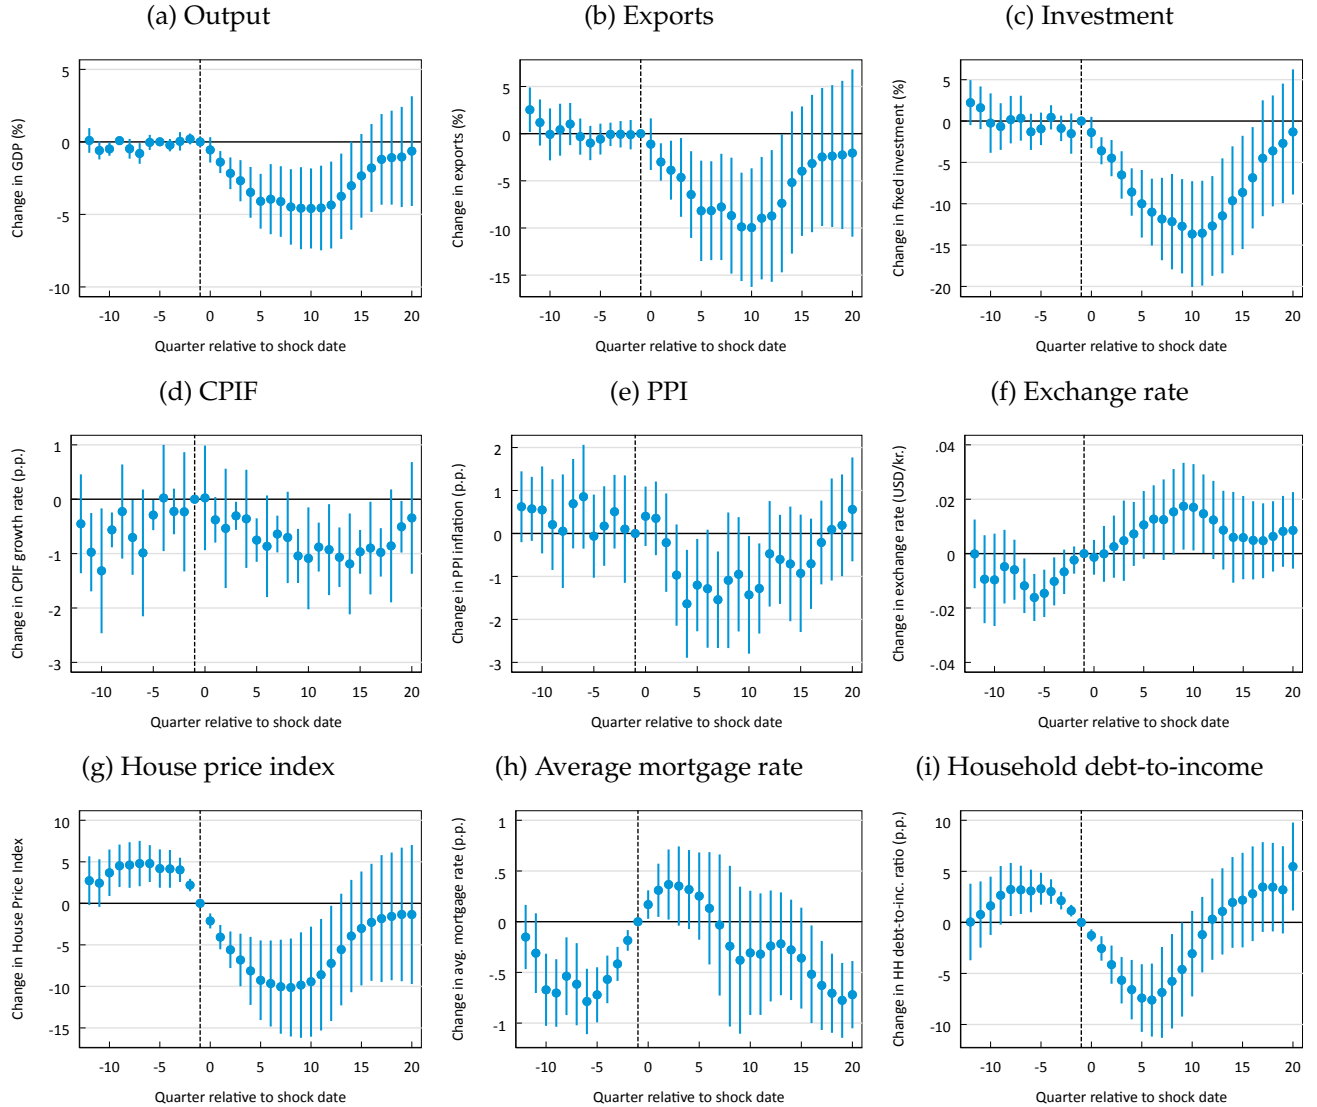 (a) Output
(b) Exports
(c) Investment
Change in GDP (%)
5
0
-5
-10
-10 -5 0 5 10 15 20
Quarter relative to shock date
Change in exports (%)
5
0
-5
-10
-15
-10 -5 0 5 10 15 20
Quarter relative to shock date
Change in fixed investment (%)
5
0
-5
-10
-15
-20
-10 -5 0 5 10 15 20
Quarter relative to shock date
(d) CPIF
(e) PPI
(f) Exchange rate
Change in CPIF growth rate (p.p.)
1
0
-1
-2
-3
-10 -5 0 5 10 15 20
Quarter relative to shock date
Change in PPI inflation (p.p.)
2
1
0
-1
-2
-3
-10 -5 0 5 10 15 20
Quarter relative to shock date
Change in exchange rate (USD/kr.)
.04
.02
0
-.02
-.04
-10 -5 0 5 10 15 20
Quarter relative to shock date
(g) House price index
(h) Average mortgage rate
(i) Household debt-to-income
Change in House Price Index
10
5
0
-5
-10
-15
-10 -5 0 5 10 15 20
Quarter relative to shock date
Change in avg. mortgage rate (p.p.)
1
.5
0
-.5
-1
-10 -5 0 5 10 15 20
Quarter relative to shock date
Change in HH debt-to-inc. ratio (p.p.)
10
5
0
-5
-10
-10 -5 0 5 10 15 20
Quarter relative to shock date